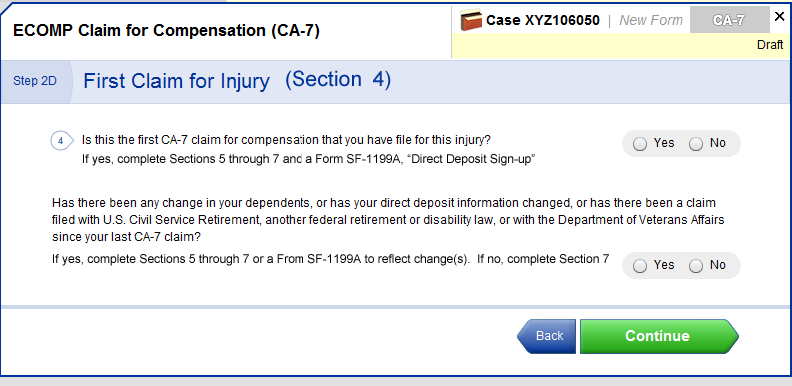 ECOMP Claim for Compensation (CA-7)
Case XYZ106050 | New Form CA-7 ×
Draft
Step 2D First Claim for Injury (Section 4)
4 Is this the first CA-7 claim for compensation that you have file for this injury? Yes No
If yes, complete Sections 5 through 7 and a Form SF-1199A, "Direct Deposit Sign-up"
Has there been any change in your dependents, or has your direct deposit information changed, or has there been a claim
filed with U.S. Civil Service Retirement, another federal retirement or disability law, or with the Department of Veterans Affairs
since your last CA-7 claim?
If yes, complete Sections 5 through 7 or a From SF-1199A to reflect change(s). If no, complete Section 7 Yes No
Back Continue